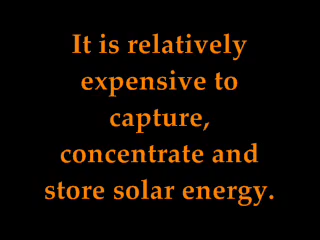 It is relatively
expensive to
capture,
concentrate and
store solar energy.